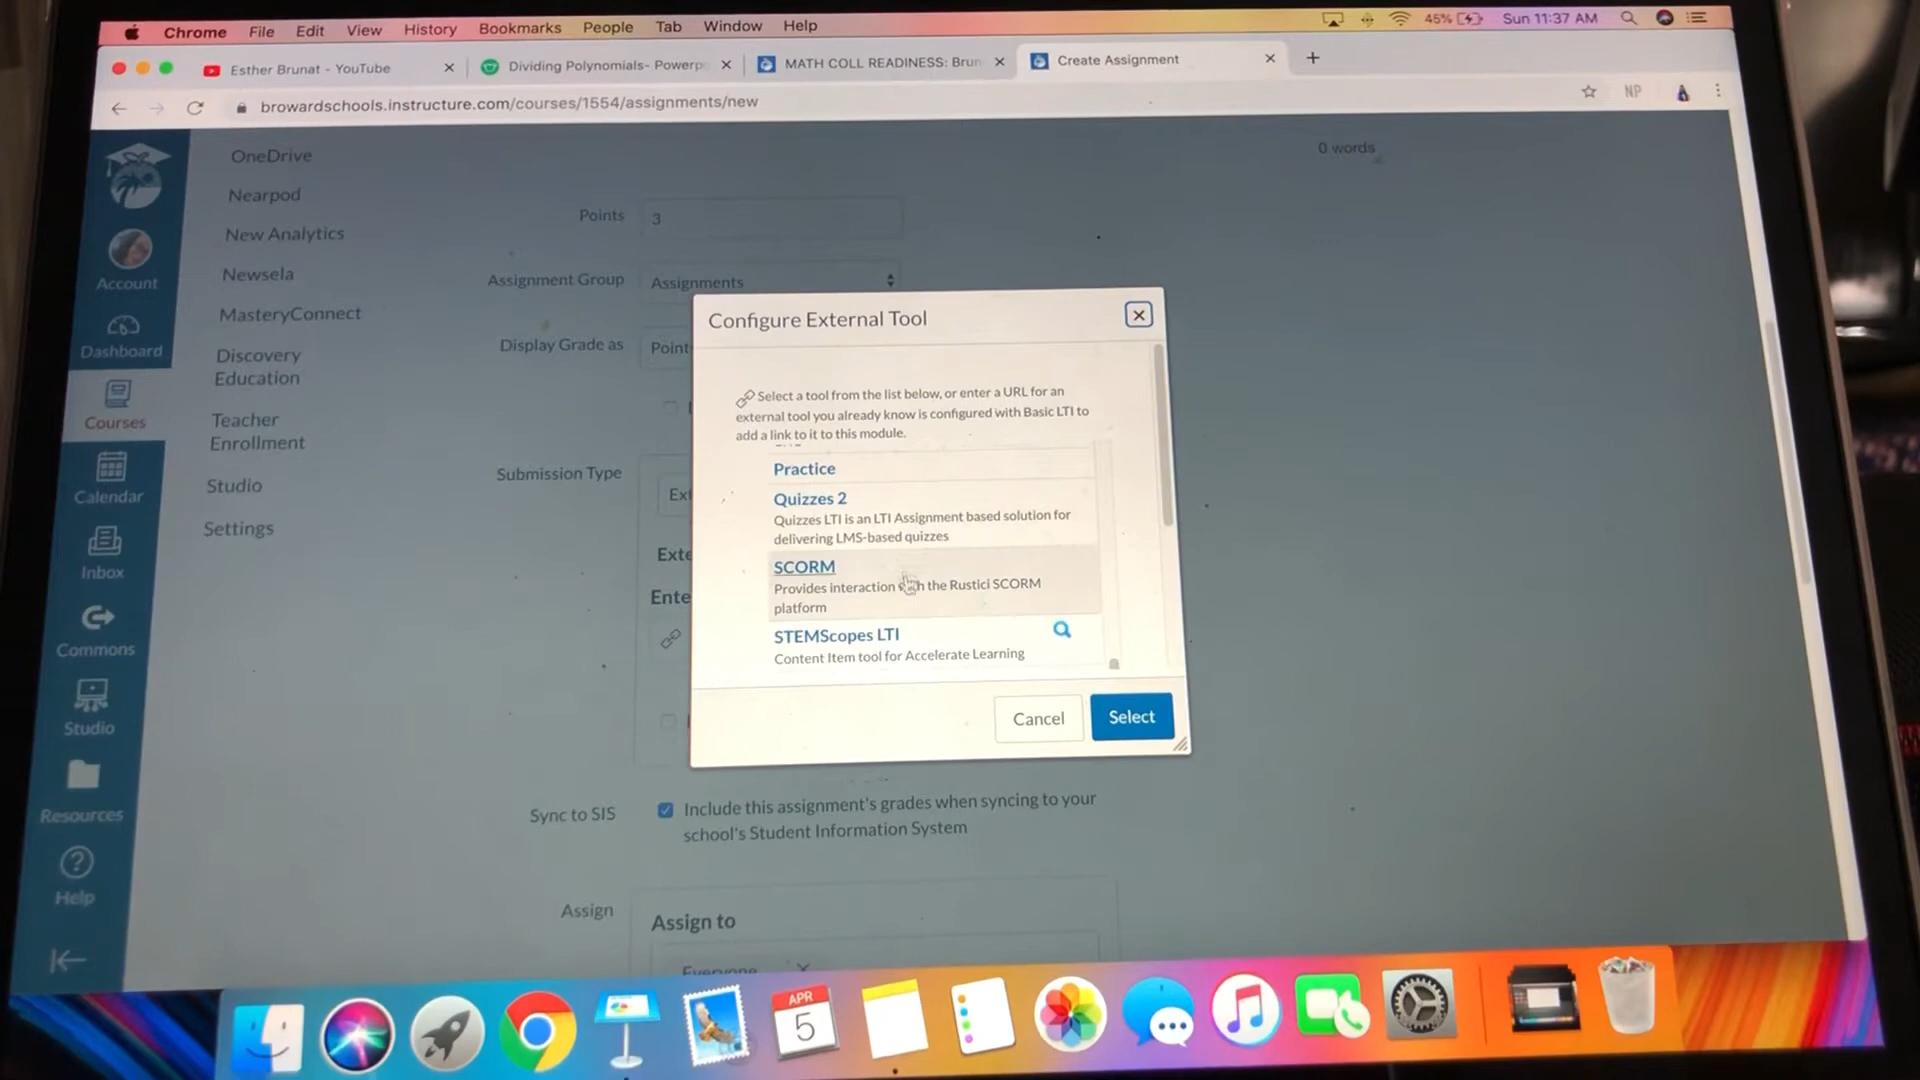 Chrome File Edit View History Bookmarks People Tab Window Help
45% Sun 11:37 AM
Esther Brunat - YouTube
Dividing Polynomials- Powerp
MATH COLL READINESS: Brun
Create Assignment
browardschools.instructure.com/courses/1554/assignments/new
NP
Account
Dashboard
Courses
Calendar
Inbox
Commons
Studio
Resources
Help
OneDrive
Nearpod
New Analytics
Newsela
MasteryConnect
Discovery
Education
Teacher
Enrollment
Studio
Settings
0 words
Points 3
Assignment Group Assignments
Display Grade as Point
Submission Type
Ext
Exte
Ente
Configure External Tool
Select a tool from the list below, or enter a URL for an
external tool you already know is configured with Basic LTI to
add a link to it to this module.
Practice
Quizzes 2
Quizzes LTI is an LTI Assignment based solution for
delivering LMS-based quizzes
SCORM
Provides interaction with the Rustici SCORM
platform
STEMScopes LTI
Content Item tool for Accelerate Learning
Cancel Select
Sync to SIS
Include this assignment's grades when syncing to your
school's Student Information System
Assign
Assign to
Everyone
APR
5